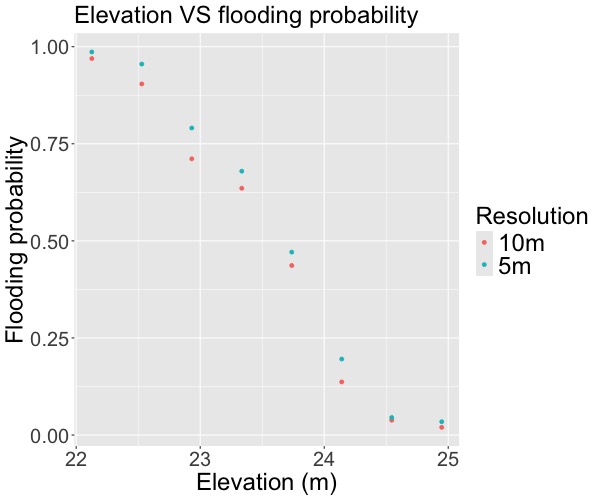 Elevation VS flooding probability
1.00
0.75
0.50
0.25
0.00
Flooding probability
22 23 24 25
Elevation (m)
Resolution
10m
5m